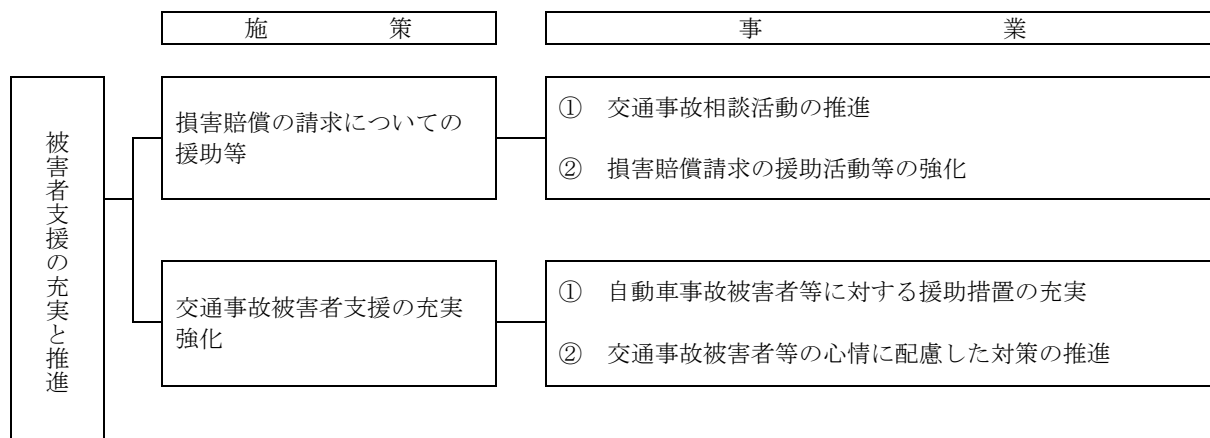 施　　策
事　　業
被害者支援の充実と推進
損害賠償の請求についての
援助等
①　交通事故相談活動の推進
②　損害賠償請求の援助活動等の強化
交通事故被害者支援の充実
強化
①　自動車事故被害者等に対する援助措置の充実
②　交通事故被害者等の心情に配慮した対策の推進